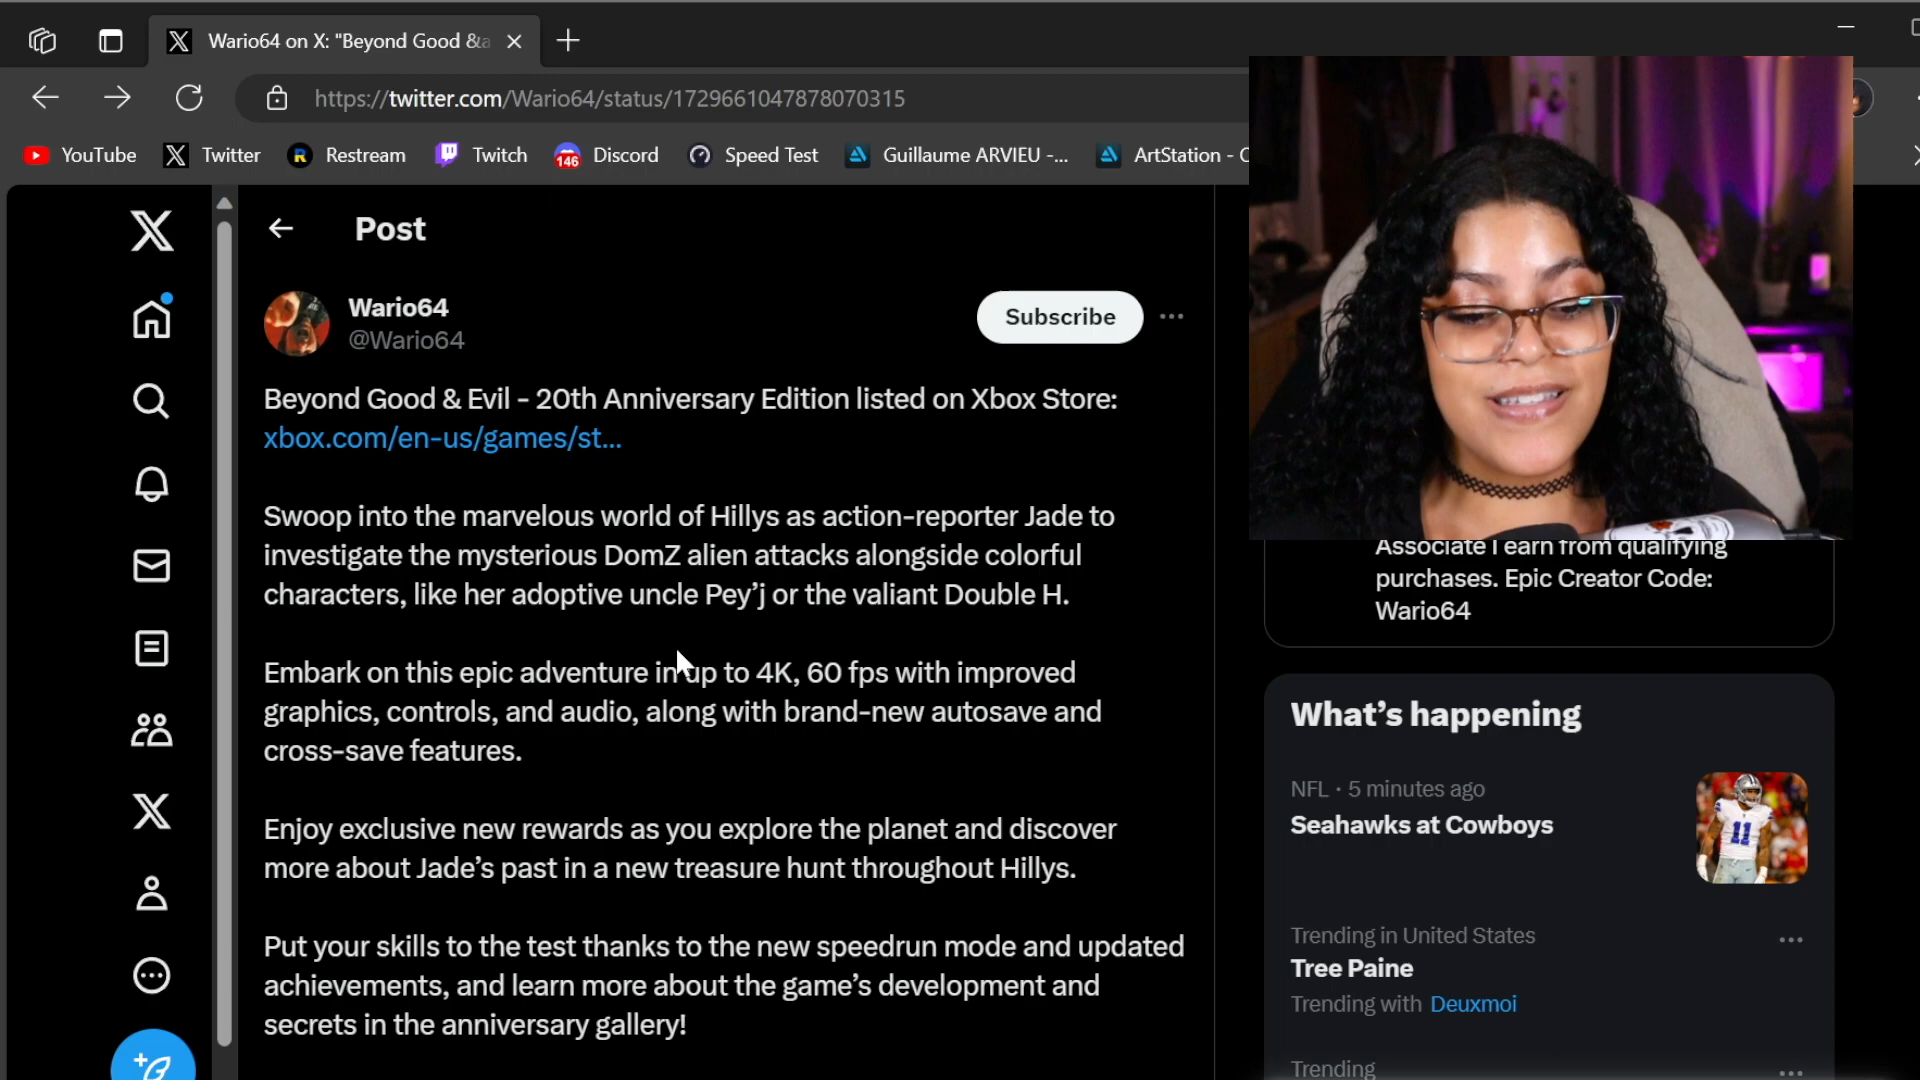 Wario64 on X: "Beyond Good &a
https://twitter.com/Wario64/status/1729661047878070315
YouTube
Twitter
Restream
Twitch
146
Discord
Speed Test
Guillaume ARVIEU -...
ArtStation - C
Post
Wario64
@Wario64
Subscribe
Beyond Good & Evil - 20th Anniversary Edition listed on Xbox Store:
xbox.com/en-us/games/st...
Swoop into the marvelous world of Hillys as action-reporter Jade to
investigate the mysterious DomZ alien attacks alongside colorful
characters, like her adoptive uncle Pey’j or the valiant Double H.
Embark on this epic adventure in up to 4K, 60 fps with improved
graphics, controls, and audio, along with brand-new autosave and
cross-save features.
Enjoy exclusive new rewards as you explore the planet and discover
more about Jade’s past in a new treasure hunt throughout Hillys.
Put your skills to the test thanks to the new speedrun mode and updated
achievements, and learn more about the game’s development and
secrets in the anniversary gallery!
Associate I earn from qualifying
purchases. Epic Creator Code:
Wario64
What’s happening
NFL · 5 minutes ago
Seahawks at Cowboys
11
Trending in United States
Tree Paine
Trending with Deuxmoi
Trending